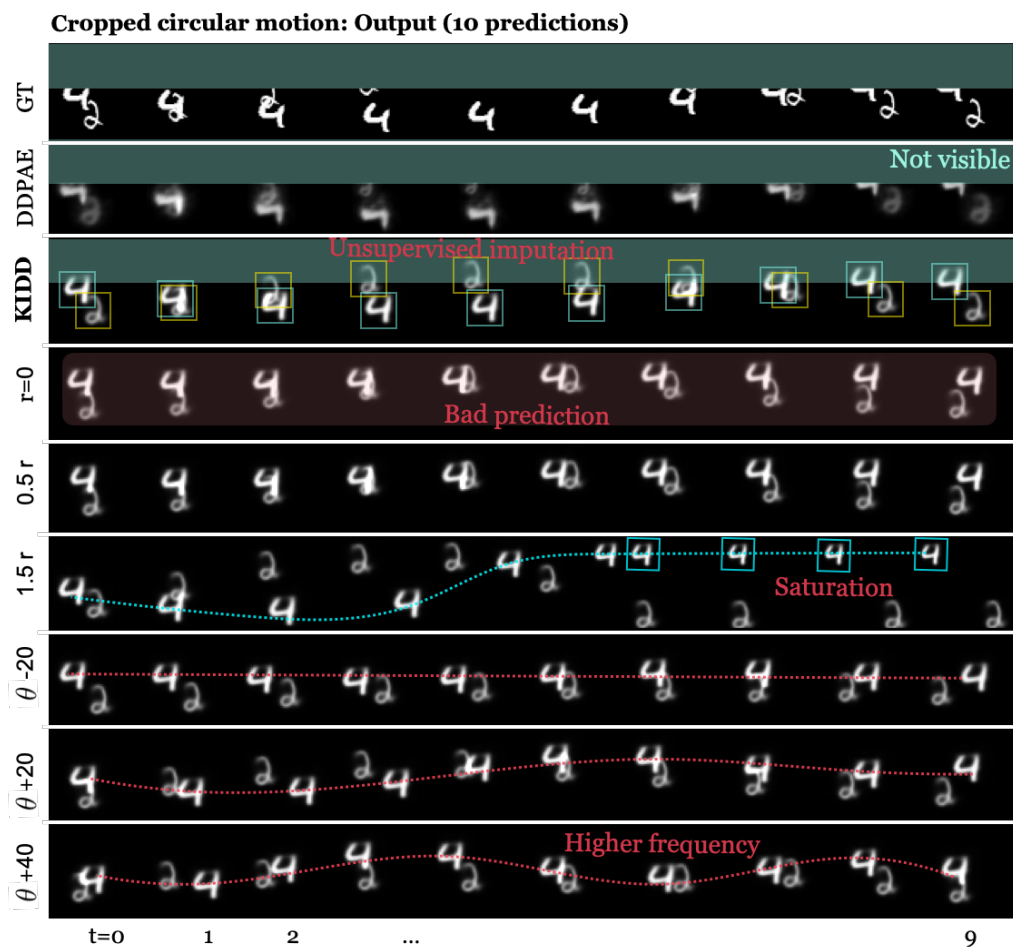 Cropped circular motion: Output (10 predictions)
GT
DDPAE
Not visible
KIDD
Unsupervised imputation
r=0
Bad prediction
0.5 r
1.5 r
Saturation
θ -20
θ +20
θ +40
Higher frequency
t=0 1 2 ... 9